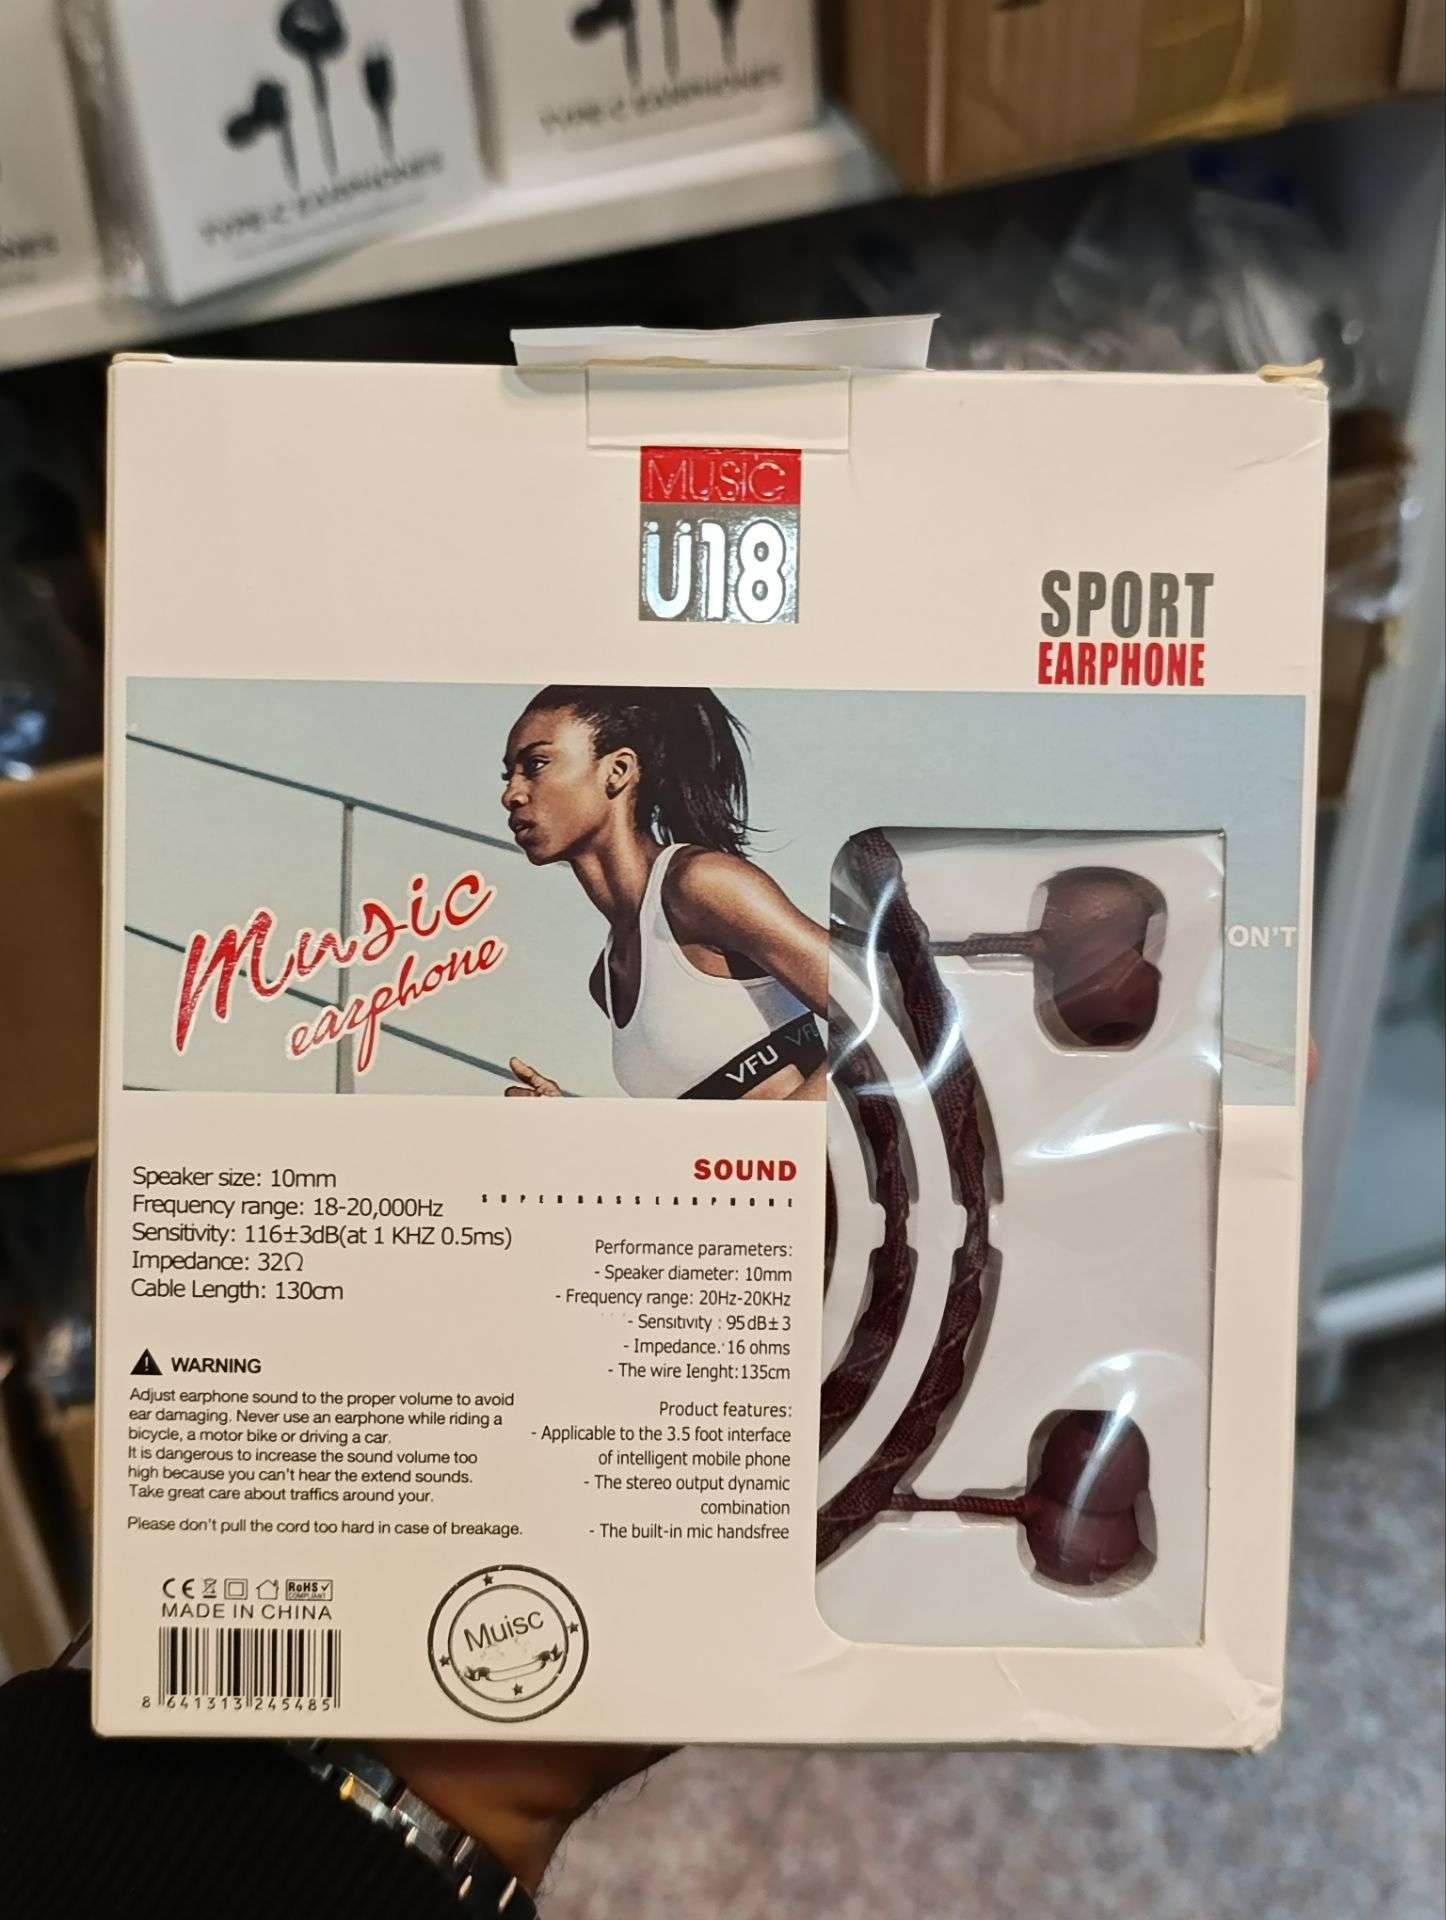 TYPE C EARPHONES
TYPE C EARPHONES
MUSIC
U18
SPORT
EARPHONE
Music
earphone
ON'T
VFU
Speaker size: 10mm
Frequency range: 18-20,000Hz
Sensitivity: 116±3dB(at 1 KHZ 0.5ms)
Impedance: 32Ω
Cable Length: 130cm
WARNING
Adjust earphone sound to the proper volume to avoid
ear damaging. Never use an earphone while riding a
bicycle, a motor bike or driving a car.
It is dangerous to increase the sound volume too
high because you can't hear the extend sounds.
Take great care about traffics around your.
Please don't pull the cord too hard in case of breakage.
SOUND
SUPERBASSEARPHONE
Performance parameters:
- Speaker diameter: 10mm
- Frequency range: 20Hz-20KHz
- Sensitivity : 95dB±3
- Impedance: 16 ohms
- The wire lenght:135cm
Product features:
- Applicable to the 3.5 foot interface
of intelligent mobile phone
- The stereo output dynamic
combination
- The built-in mic handsfree
CE RoHS COMPLIANT
MADE IN CHINA
8 641313 245485
Muisc